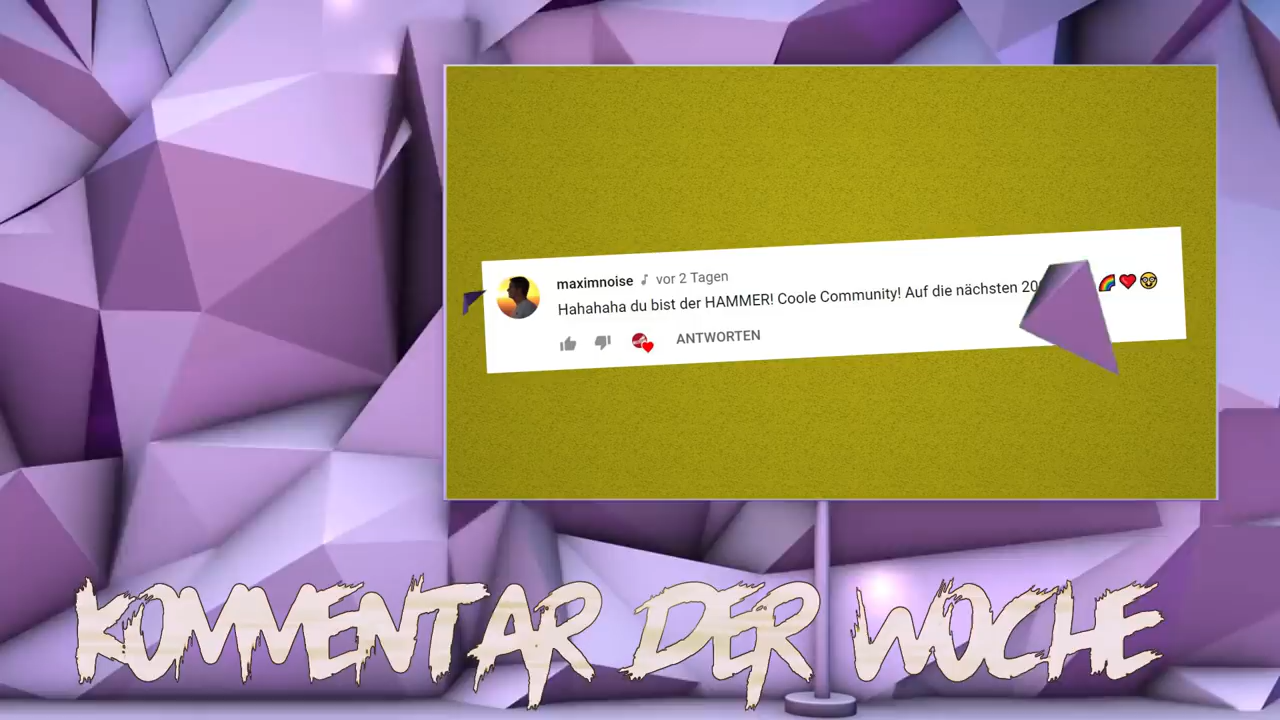 maximnoise ♪ vor 2 Tagen
Hahahaha du bist der HAMMER! Coole Community! Auf die nächsten 🌈❤️🤓
ANTWORTEN
KOMMENTAR DER WOCHE